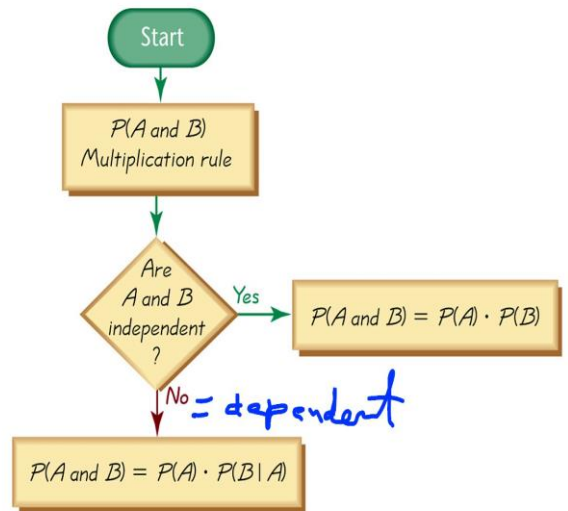 Start
P(A and B)
Multiplication rule
Are
A and B
independent
?
Yes
P(A and B) = P(A) · P(B)
No = dependent
P(A and B) = P(A) · P(B | A)